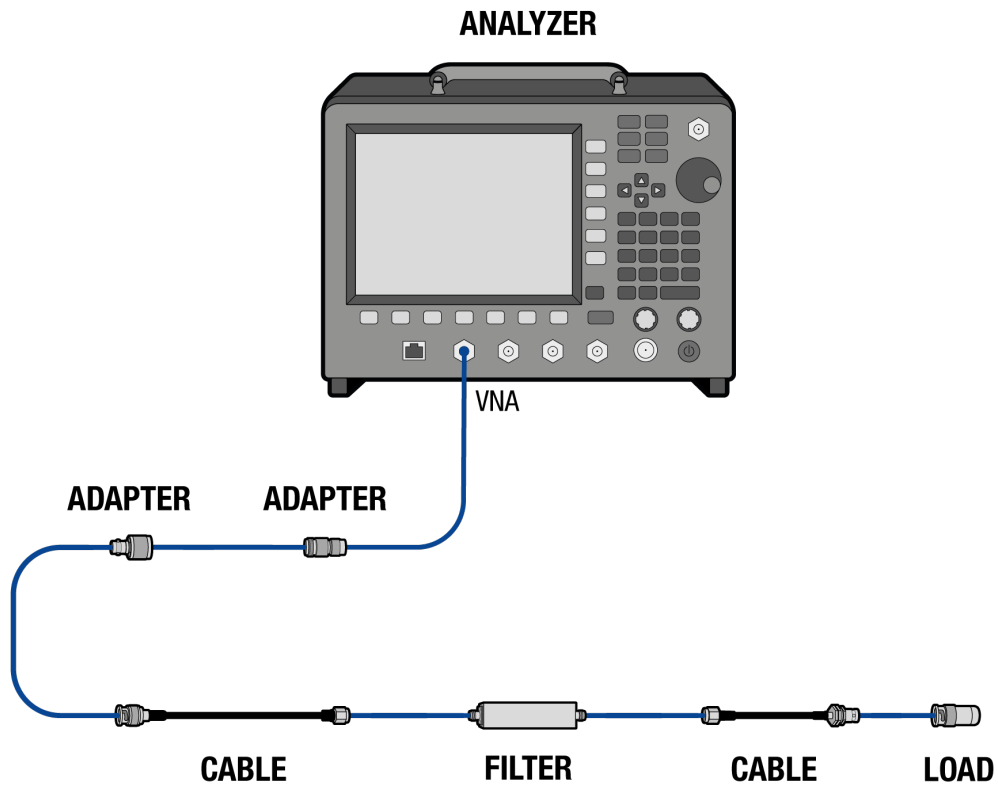 ANALYZER
VNA
ADAPTER
ADAPTER
CABLE
FILTER
CABLE
LOAD